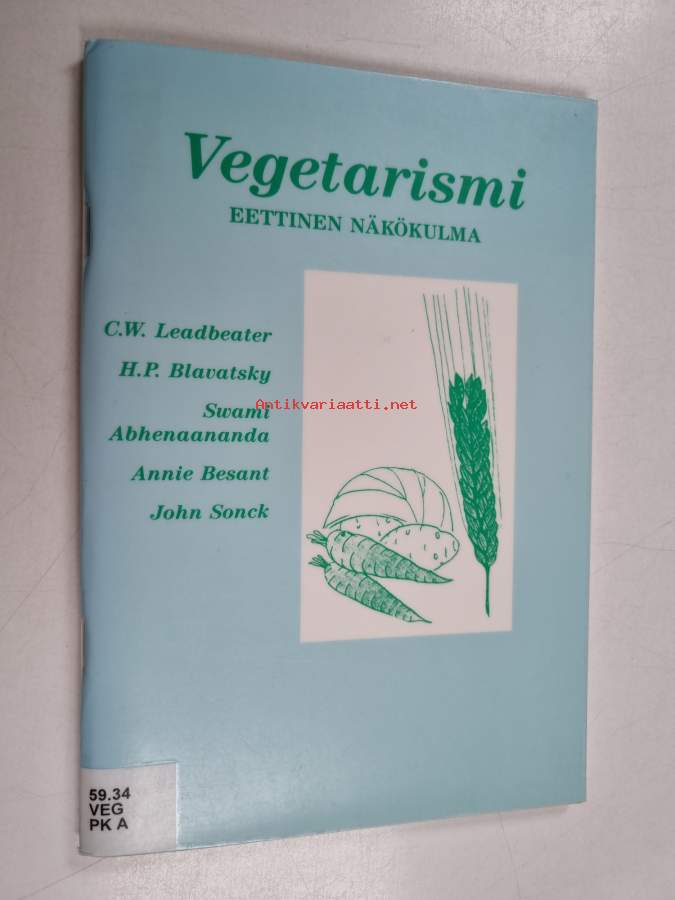 Vegetarismi
EETTINEN NÄKÖKULMA
C.W. Leadbeater
H.P. Blavatsky
Swami
Abhenaananda
Annie Besant
John Sonck
Antikvariaatti.net
59.34
VEG
PK A